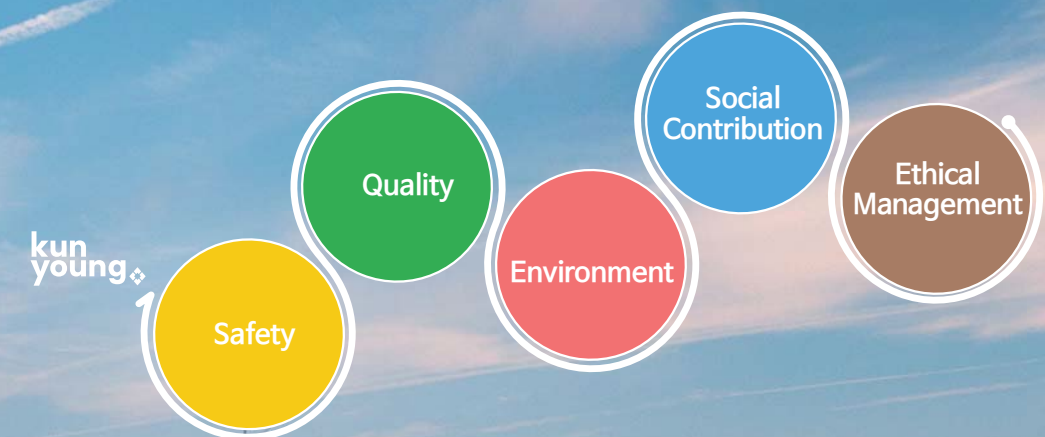 kun
young
Safety
Quality
Environment
Social
Contribution
Ethical
Management